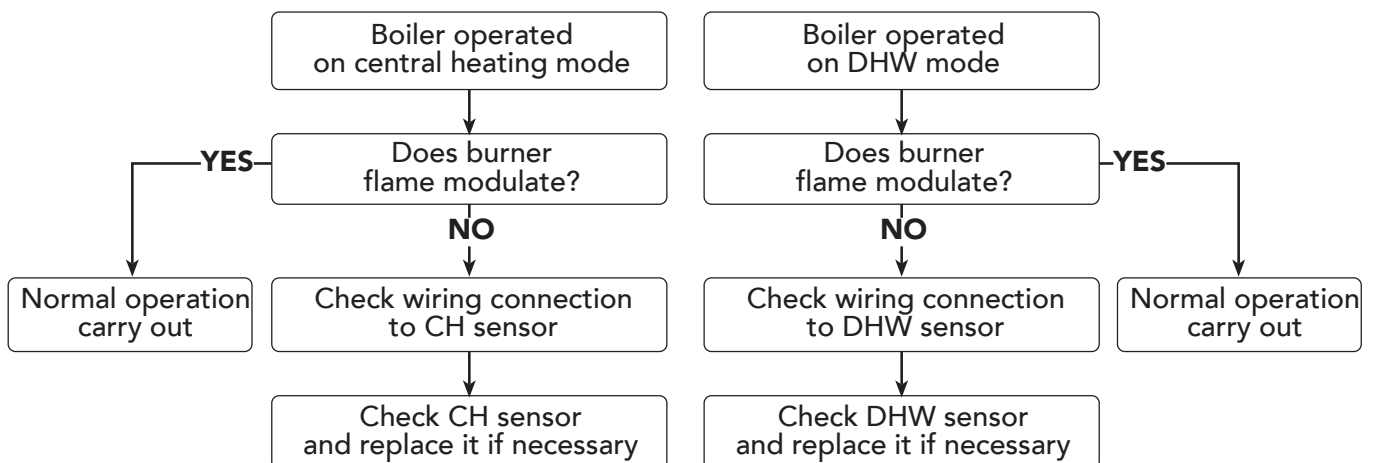 Boiler operated
on central heating mode
Boiler operated
on DHW mode
YES
Does burner
flame modulate?
Does burner
flame modulate?
YES
NO
NO
Normal operation
carry out
Check wiring connection
to CH sensor
Check wiring connection
to DHW sensor
Normal operation
carry out
Check CH sensor
and replace it if necessary
Check DHW sensor
and replace it if necessary